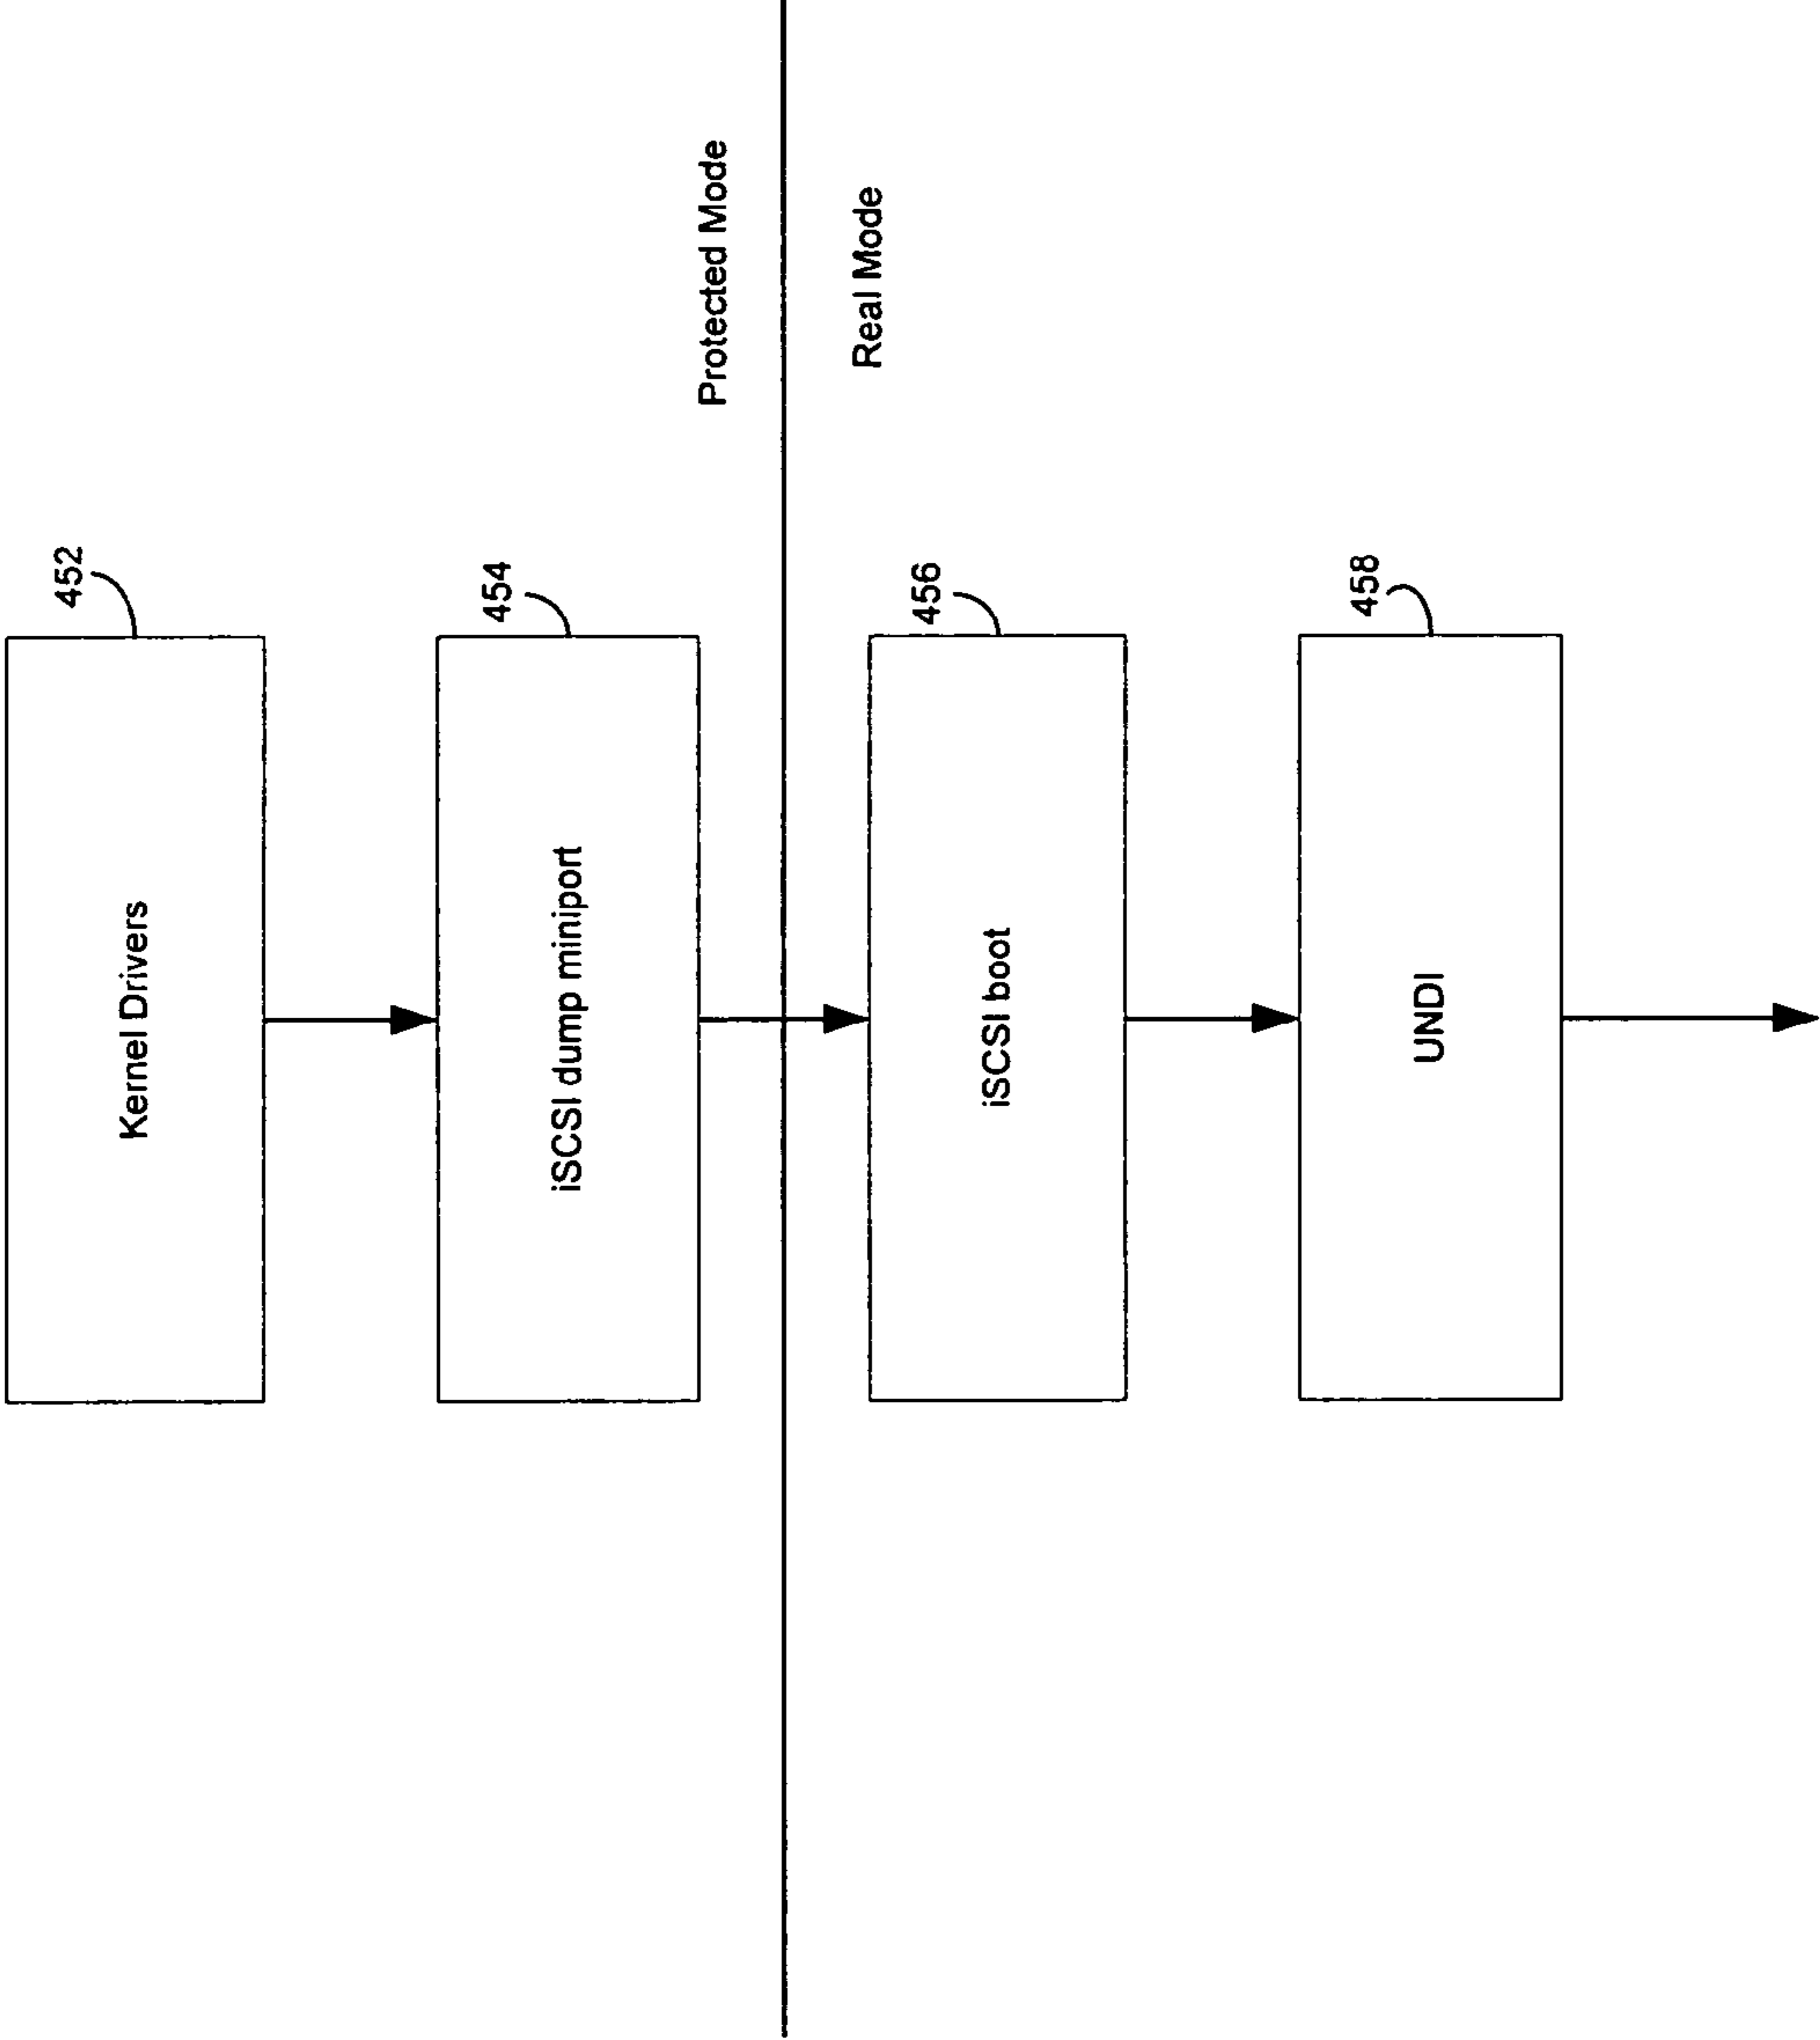 452
Kernel Drivers
454
iSCSI dump miniport
Protected Mode
Real Mode
456
iSCSI boot
458
UNDI